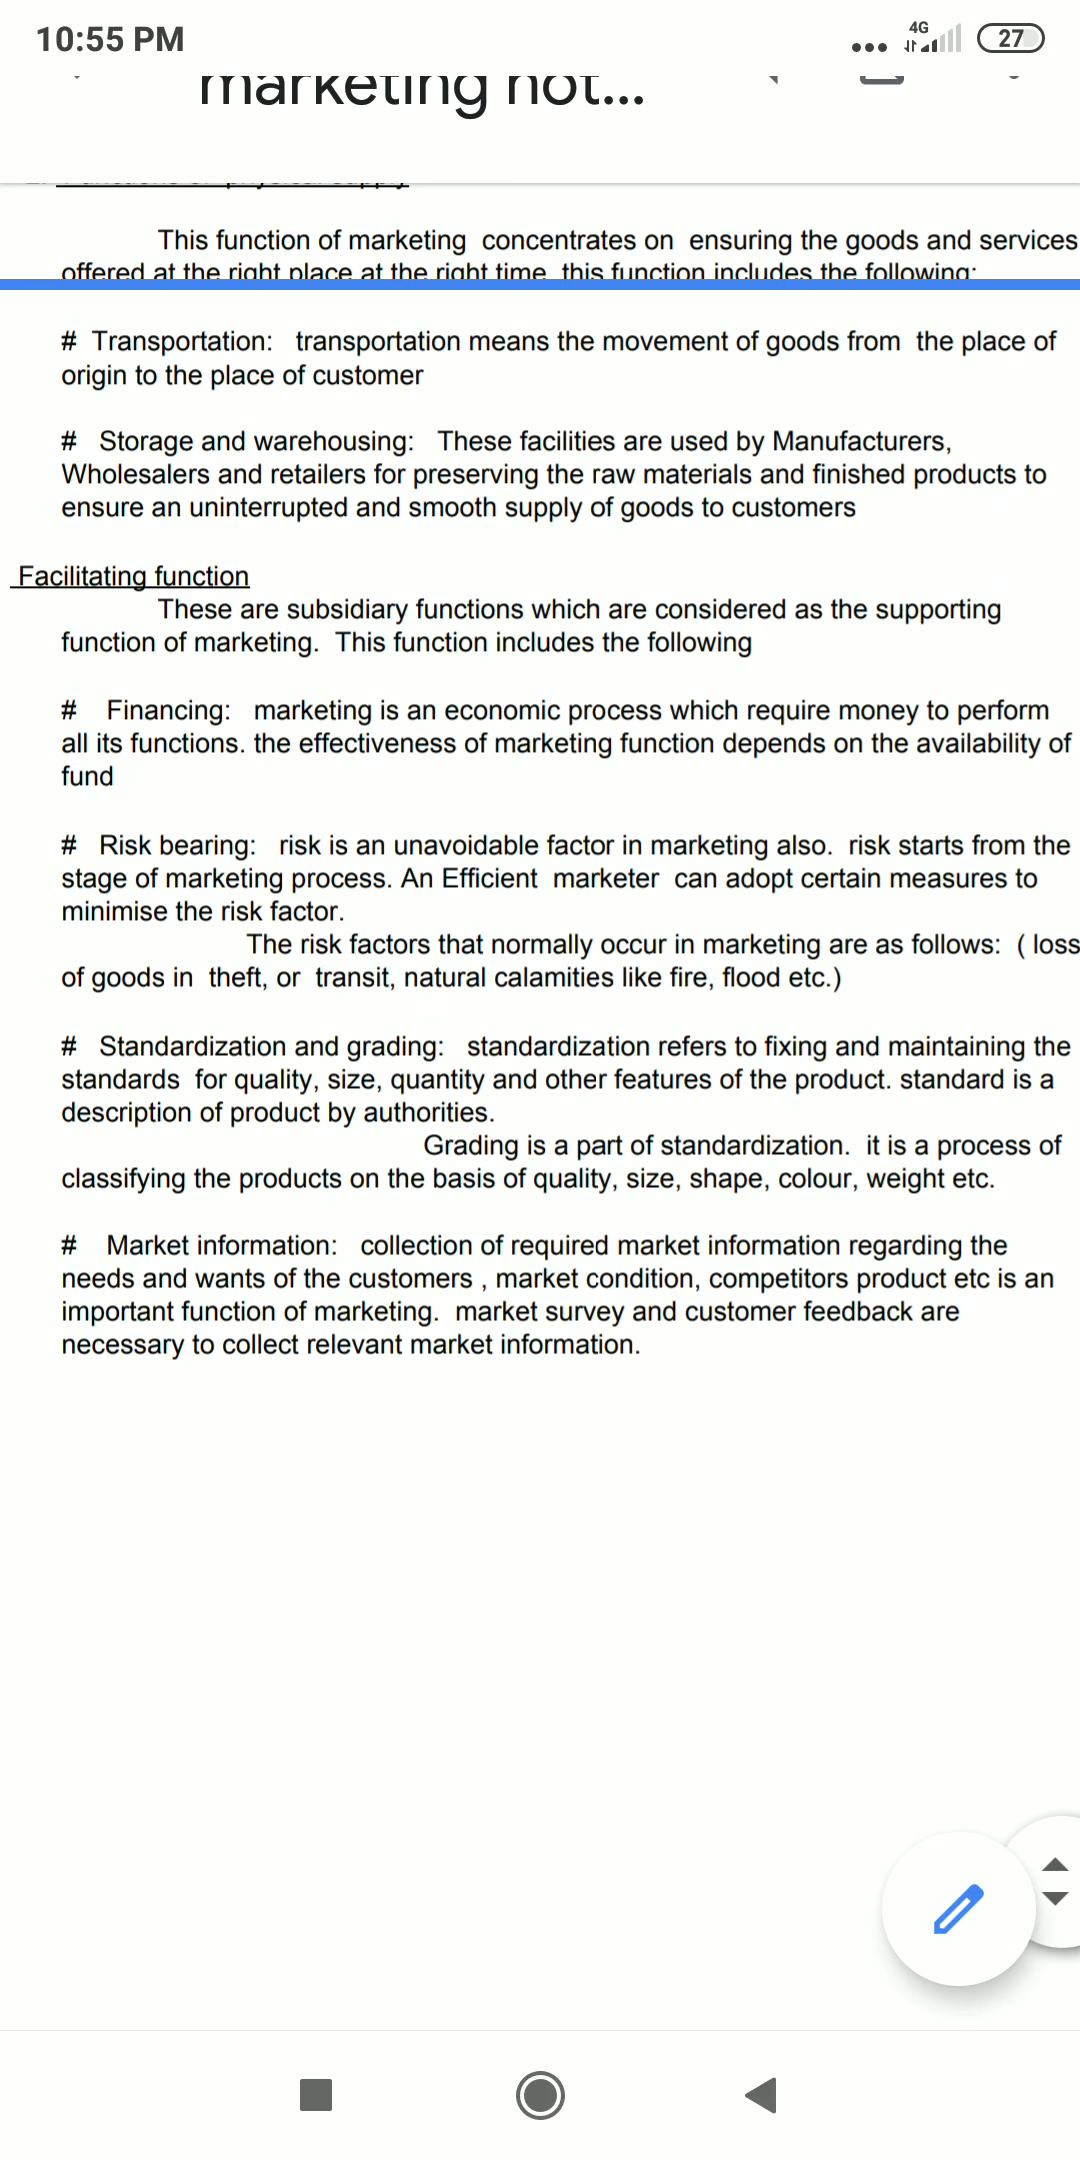 10:55 PM
4G
27
marketing not...
Functions of physical supply
This function of marketing concentrates on ensuring the goods and services
offered at the right place at the right time this function includes the following:
# Transportation: transportation means the movement of goods from the place of
origin to the place of customer
# Storage and warehousing: These facilities are used by Manufacturers,
Wholesalers and retailers for preserving the raw materials and finished products to
ensure an uninterrupted and smooth supply of goods to customers
Facilitating function
These are subsidiary functions which are considered as the supporting
function of marketing. This function includes the following
# Financing: marketing is an economic process which require money to perform
all its functions. the effectiveness of marketing function depends on the availability of
fund
# Risk bearing: risk is an unavoidable factor in marketing also. risk starts from the
stage of marketing process. An Efficient marketer can adopt certain measures to
minimise the risk factor.
The risk factors that normally occur in marketing are as follows: ( loss
of goods in theft, or transit, natural calamities like fire, flood etc.)
# Standardization and grading: standardization refers to fixing and maintaining the
standards for quality, size, quantity and other features of the product. standard is a
description of product by authorities.
Grading is a part of standardization. it is a process of
classifying the products on the basis of quality, size, shape, colour, weight etc.
# Market information: collection of required market information regarding the
needs and wants of the customers , market condition, competitors product etc is an
important function of marketing. market survey and customer feedback are
necessary to collect relevant market information.